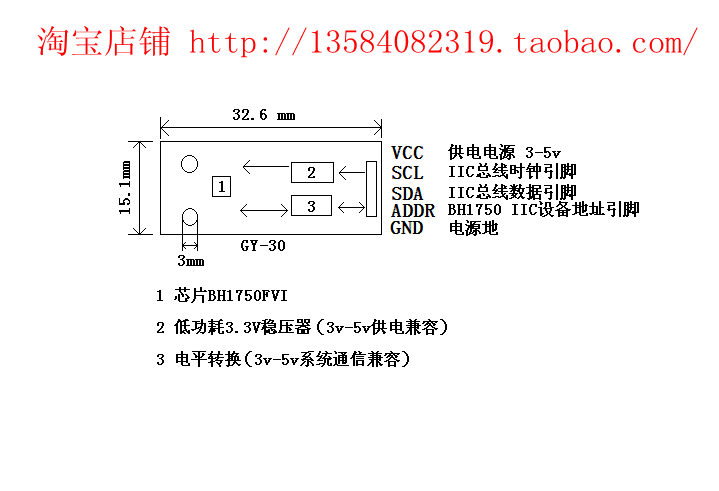 淘宝店铺 http://13584082319.taobao.com/
32.6 mm
VCC 供电电源 3-5v
SCL IIC总线时钟引脚
SDA IIC总线数据引脚
ADDR BH1750 IIC设备地址引脚
GND 电源地
15.1mm
1
2
3
GY-30
3mm
1 芯片BH1750FVI
2 低功耗3.3V稳压器(3v-5v供电兼容)
3 电平转换(3v-5v系统通信兼容)